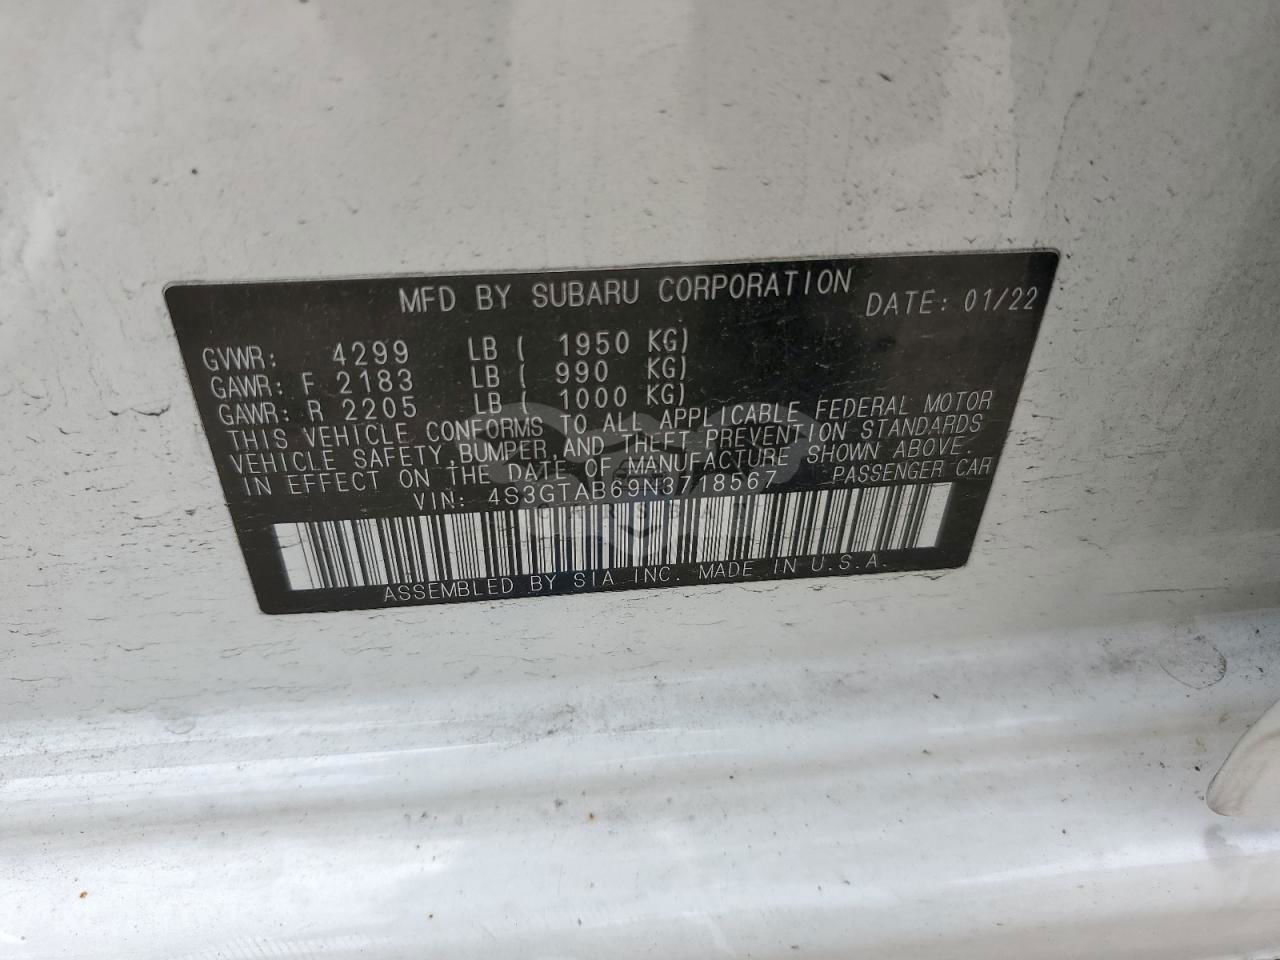 MFD BY SUBARU CORPORATION DATE: 01/22
GVWR: 4299 LB ( 1950 KG)
GAWR: F 2183 LB ( 990 KG)
GAWR: R 2205 LB ( 1000 KG)
THIS VEHICLE CONFORMS TO ALL APPLICABLE FEDERAL MOTOR
VEHICLE SAFETY,BUMPER,AND THEFT PREVENTION STANDARDS
IN EFFECT ON THE DATE OF MANUFACTURE SHOWN ABOVE.
VIN: 4S3GTAB69N3718567 PASSENGER CAR
ASSEMBLED BY SIA INC. MADE IN U.S.A.